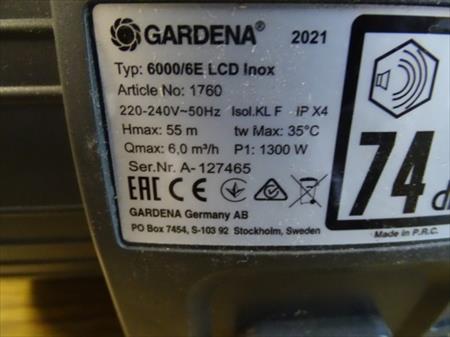 GARDENA® 2021
Typ: 6000/6E LCD Inox
Article No: 1760
220-240V~50Hz Isol.KL F IP X4
Hmax: 55 m tw Max: 35°C
Qmax: 6,0 m³/h P1: 1300 W
Ser.Nr. A-127465
EAC CE
GARDENA Germany AB
PO Box 7454, S-103 92 Stockholm, Sweden
74 d
Made in P.R.C.